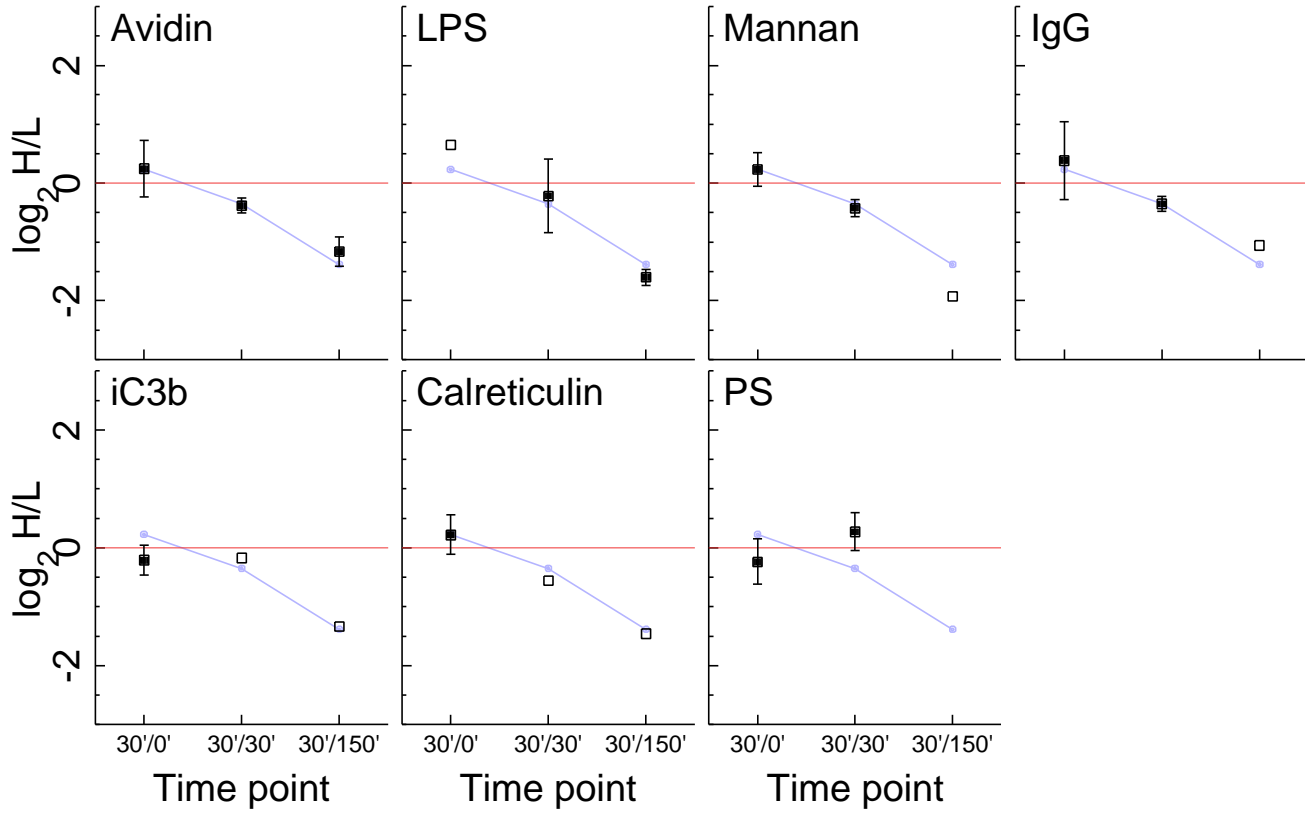 Avidin
LPS
Mannan
IgG
log2 H/L
2
0
-2
iC3b
Calreticulin
PS
log2 H/L
2
0
-2
30'/0' 30'/30' 30'/150'
30'/0' 30'/30' 30'/150'
30'/0' 30'/30' 30'/150'
Time point
Time point
Time point